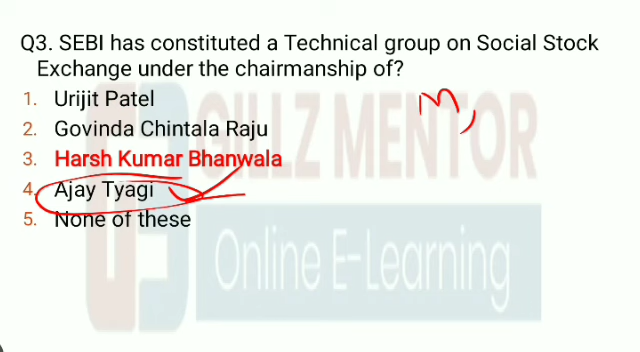 Q3. SEBI has constituted a Technical group on Social Stock
Exchange under the chairmanship of?
1. Urijit Patel
2. Govinda Chintala Raju
3. Harsh Kumar Bhanwala
4. Ajay Tyagi
5. None of these
GILLZ MENTOR
Online E-Learning